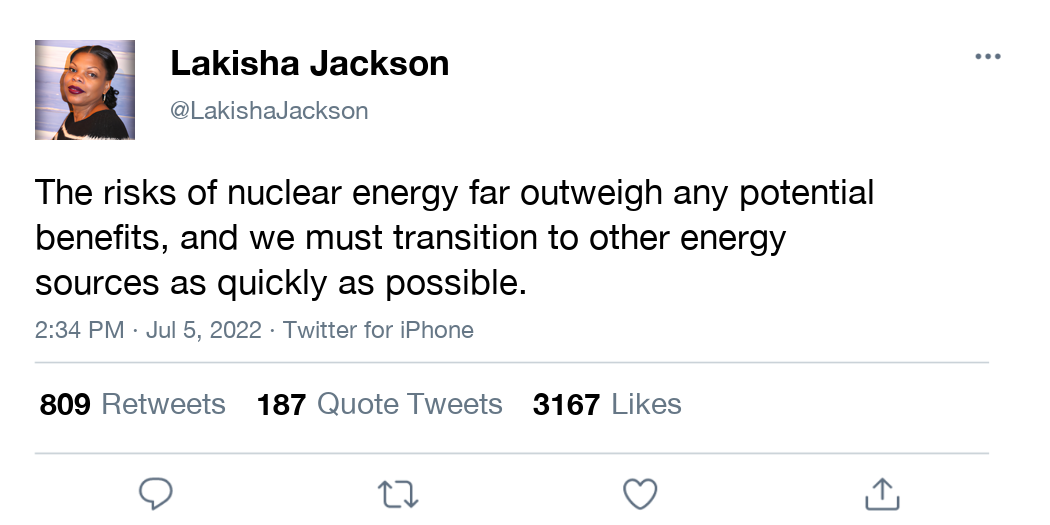 Lakisha Jackson
@LakishaJackson
The risks of nuclear energy far outweigh any potential
benefits, and we must transition to other energy
sources as quickly as possible.
2:34 PM · Jul 5, 2022 · Twitter for iPhone
809 Retweets 187 Quote Tweets 3167 Likes